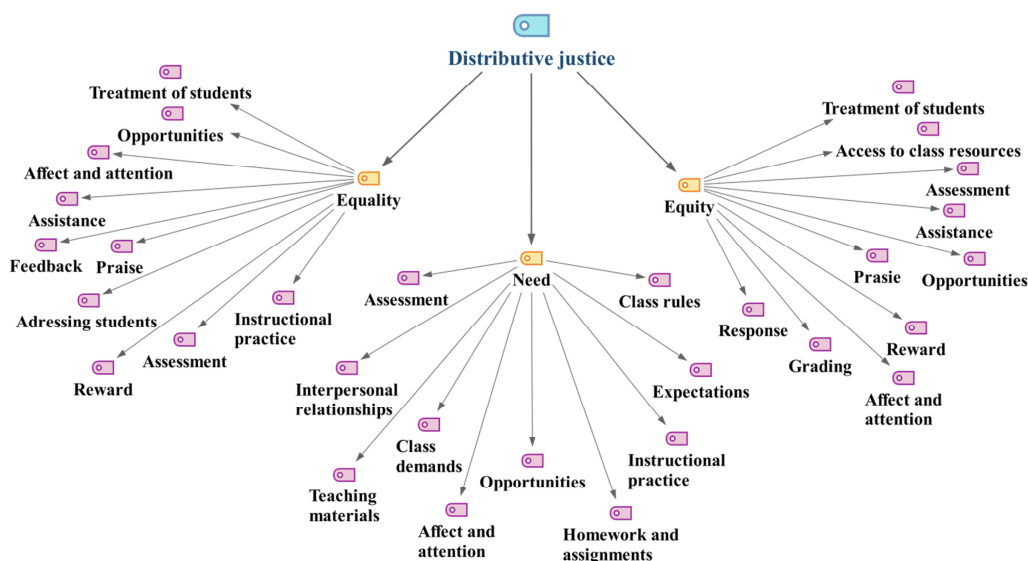 Distributive justice
Treatment of students
Opportunities
Affect and attention
Assistance
Feedback
Praise
Adressing students
Reward
Assessment
Instructional
practice
Equality
Need
Assessment
Interpersonal
relationships
Teaching
materials
Class
demands
Affect and
attention
Opportunities
Homework and
assignments
Instructional
practice
Expectations
Class rules
Equity
Treatment of students
Access to class resources
Assessment
Assistance
Opportunities
Prasie
Reward
Affect and
attention
Grading
Response